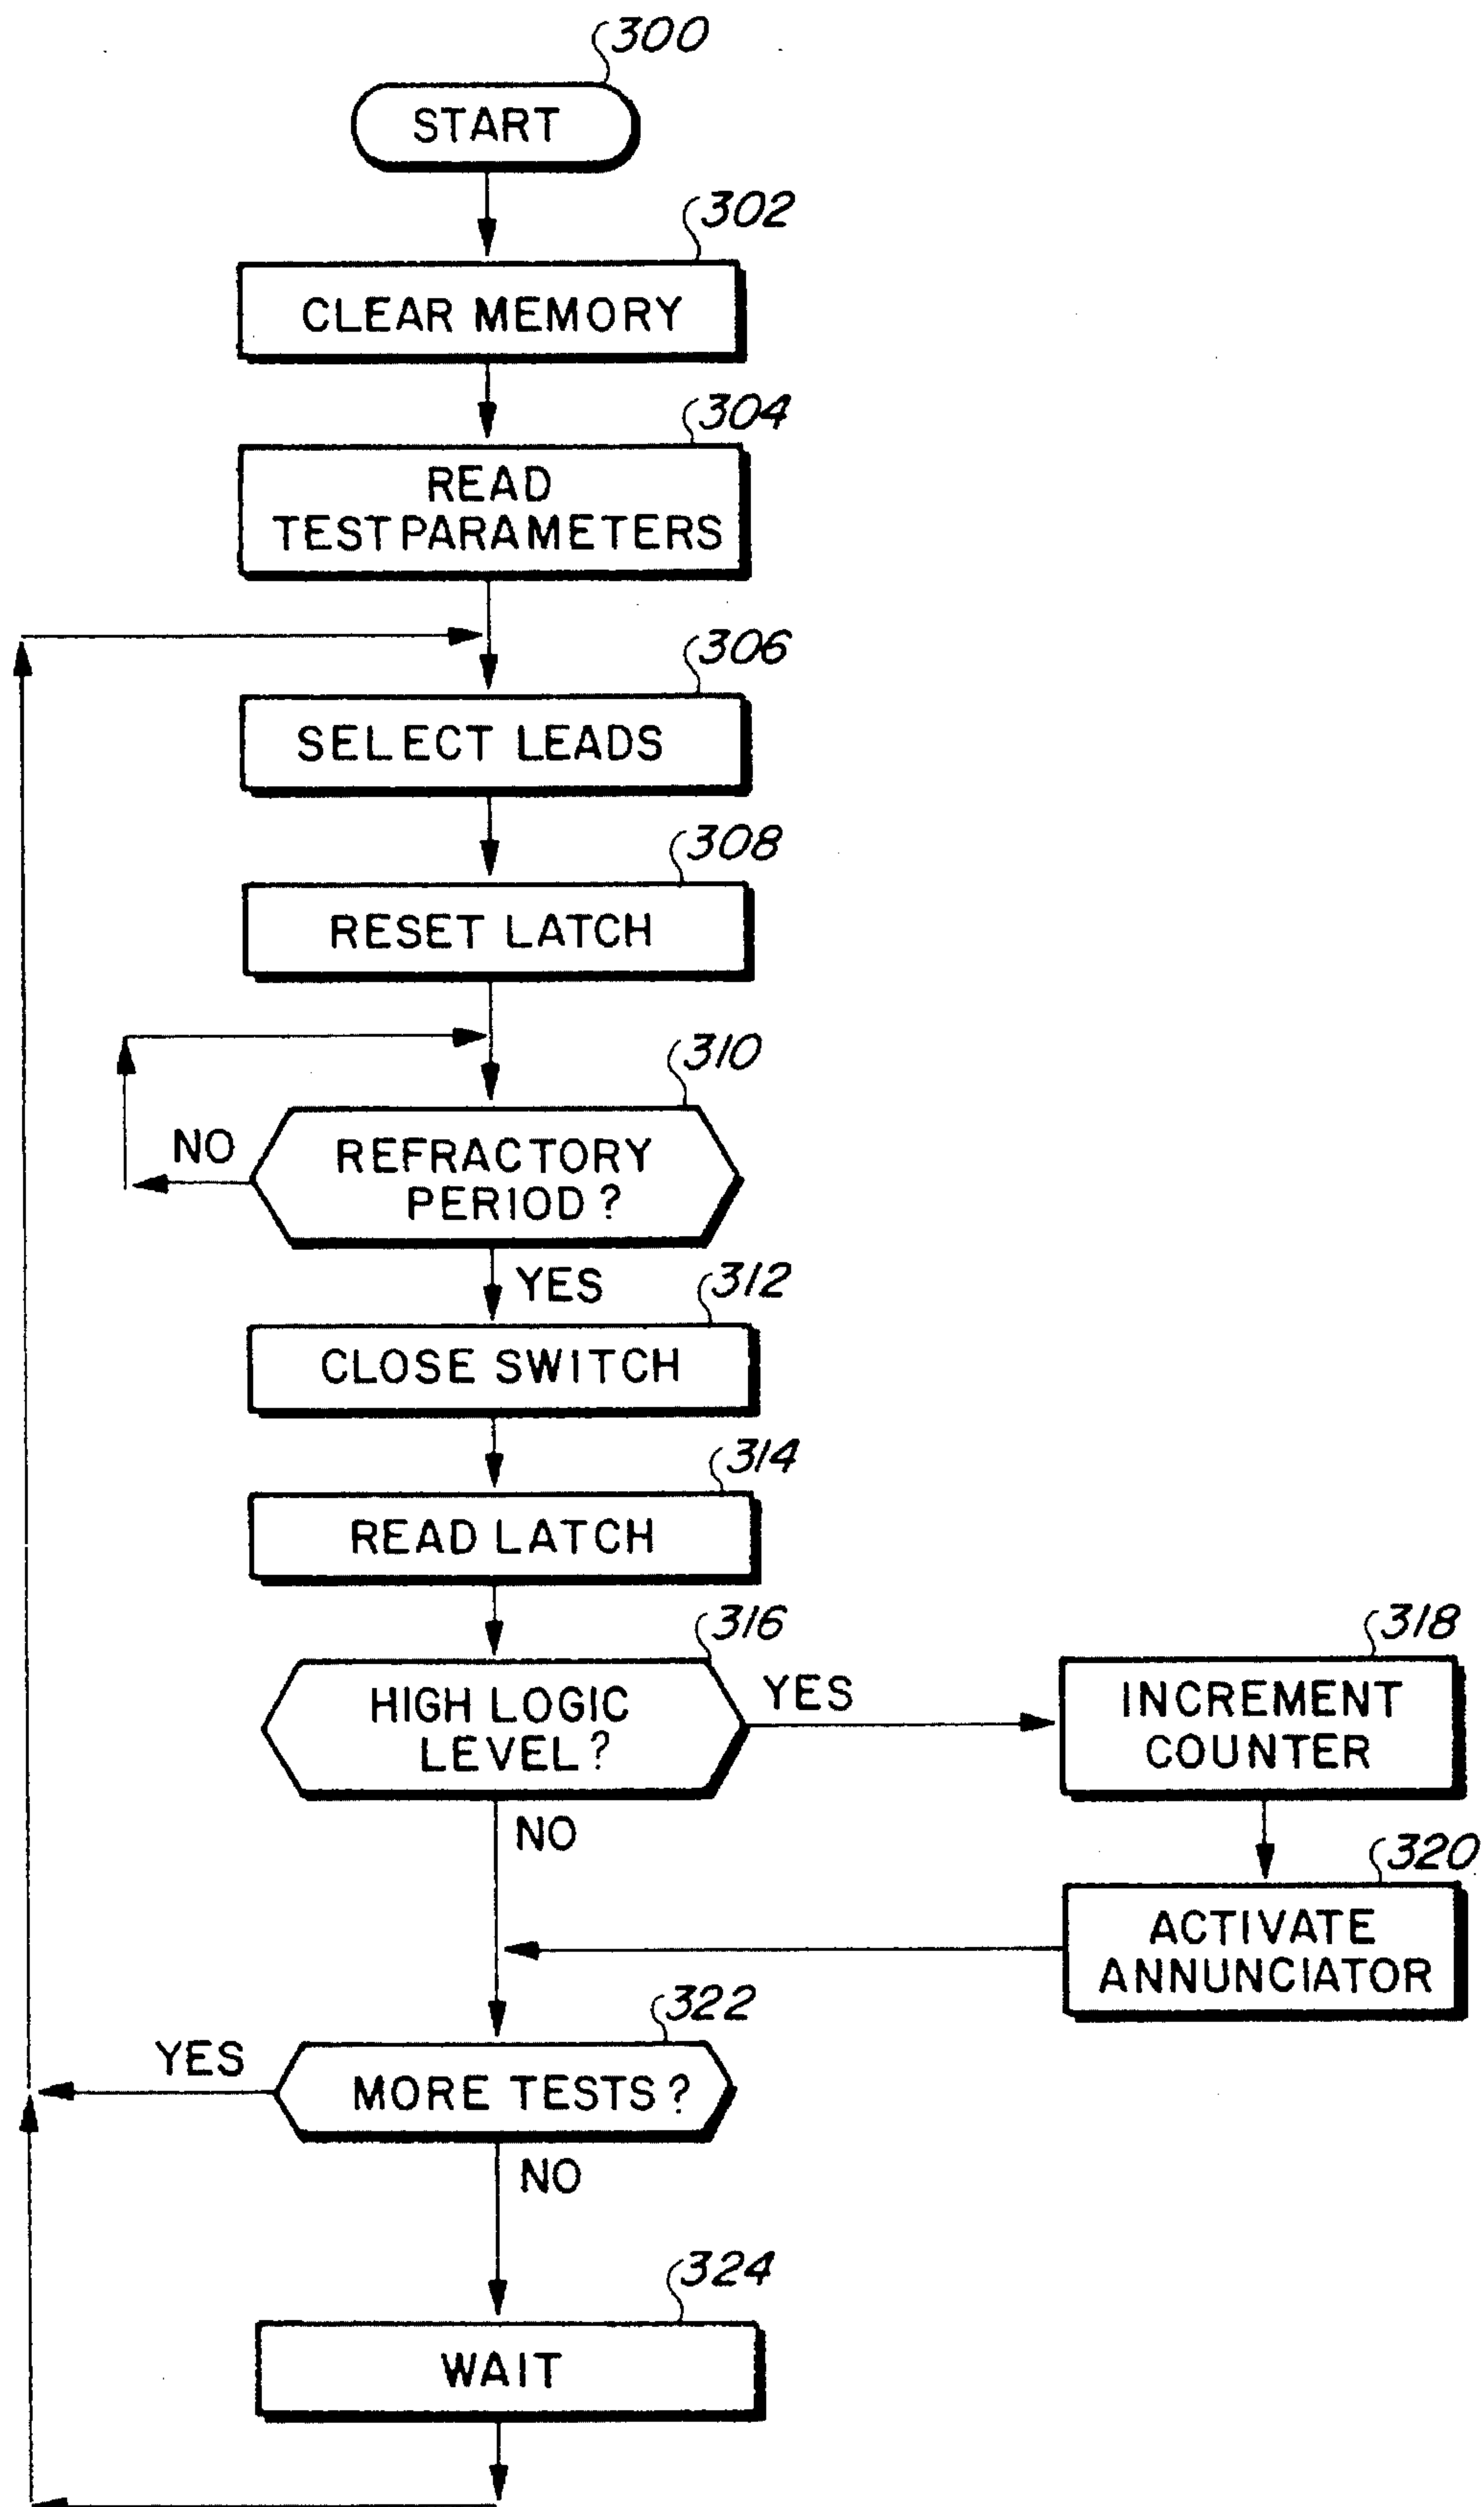 300
START
302
CLEAR MEMORY
304
READ
TEST PARAMETERS
306
SELECT LEADS
308
RESET LATCH
310
NO
REFRACTORY
PERIOD?
YES
312
CLOSE SWITCH
314
READ LATCH
316
HIGH LOGIC
LEVEL?
YES
318
INCREMENT
COUNTER
NO
320
ACTIVATE
ANNUNCIATOR
322
YES
MORE TESTS?
NO
324
WAIT